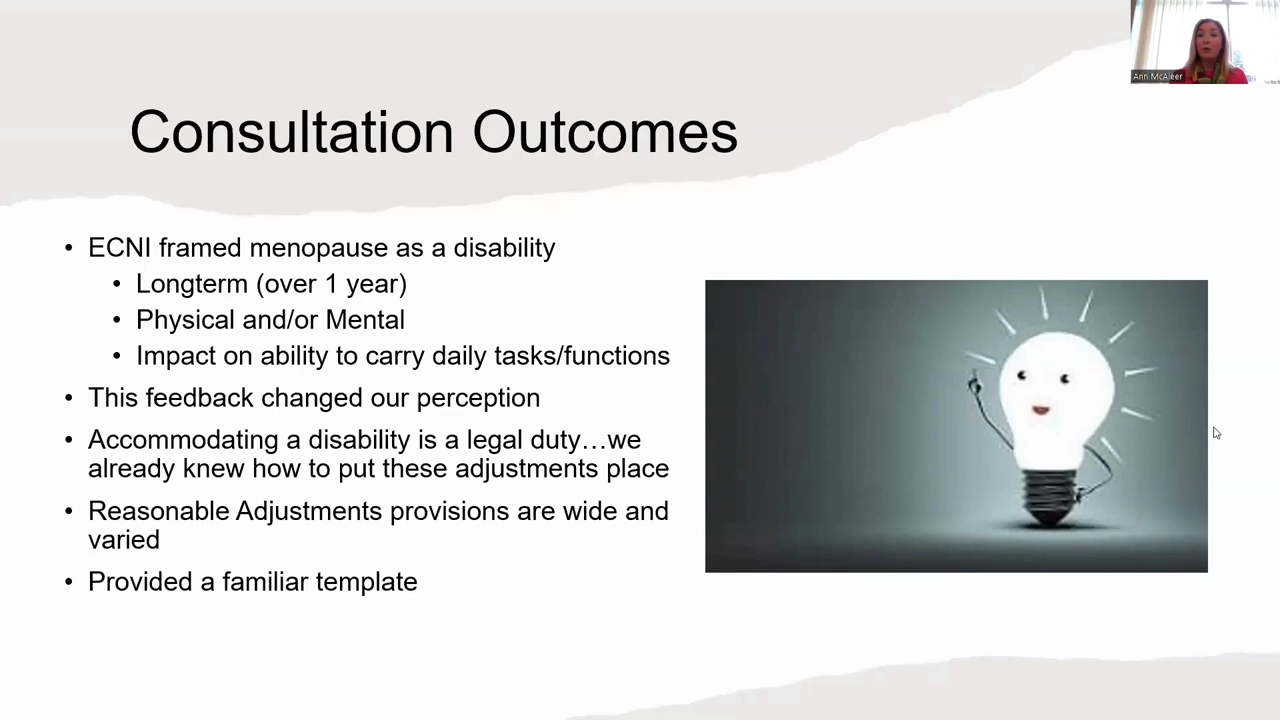 Ann McAleer
Consultation Outcomes
• ECNI framed menopause as a disability
• Longterm (over 1 year)
• Physical and/or Mental
• Impact on ability to carry daily tasks/functions
• This feedback changed our perception
• Accommodating a disability is a legal duty…we
already knew how to put these adjustments place
• Reasonable Adjustments provisions are wide and
varied
• Provided a familiar template